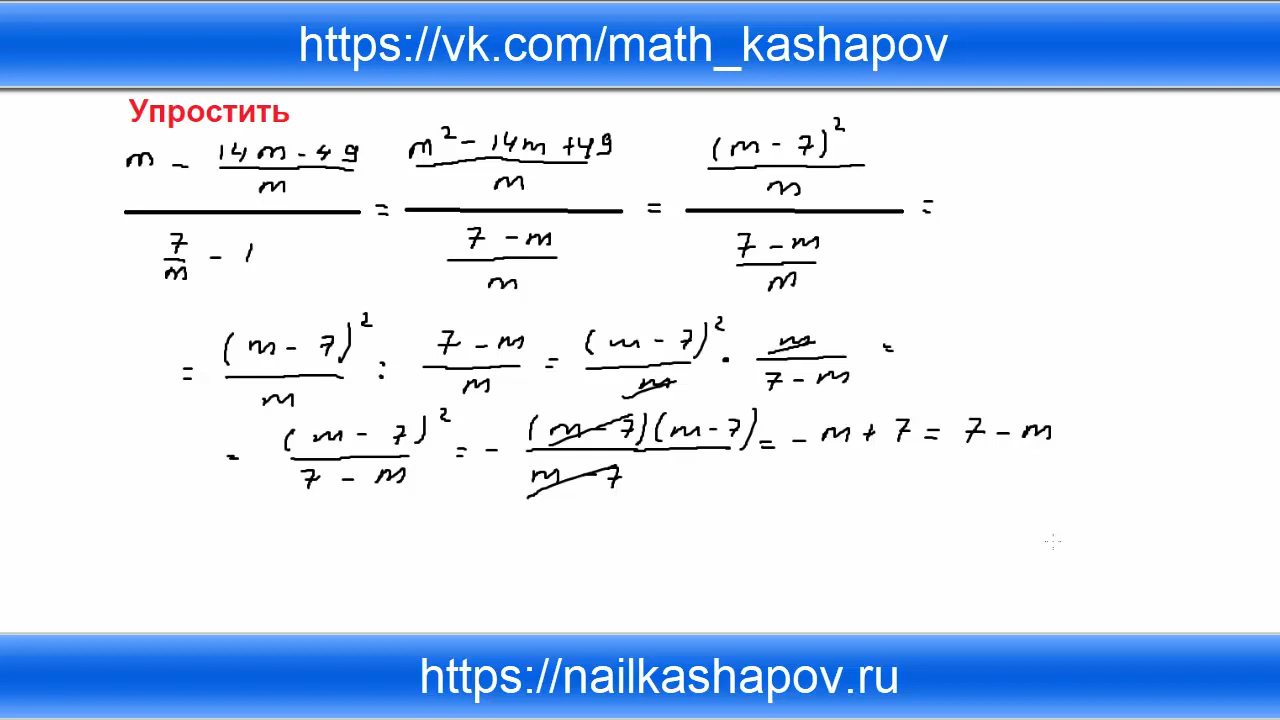 https://vk.com/math_kashapov
Упростить
(m - (14m - 49)/m)/(7/m - 1) = ((m² - 14m + 49)/m)/((7 - m)/m) = ((m - 7)²/m)/((7 - m)/m) =
= (m - 7)²/m : (7 - m)/m = (m - 7)²/m · m/(7 - m) =
= (m - 7)²/(7 - m) = - (m - 7)(m - 7)/(m - 7) = - m + 7 = 7 - m
https://nailkashapov.ru